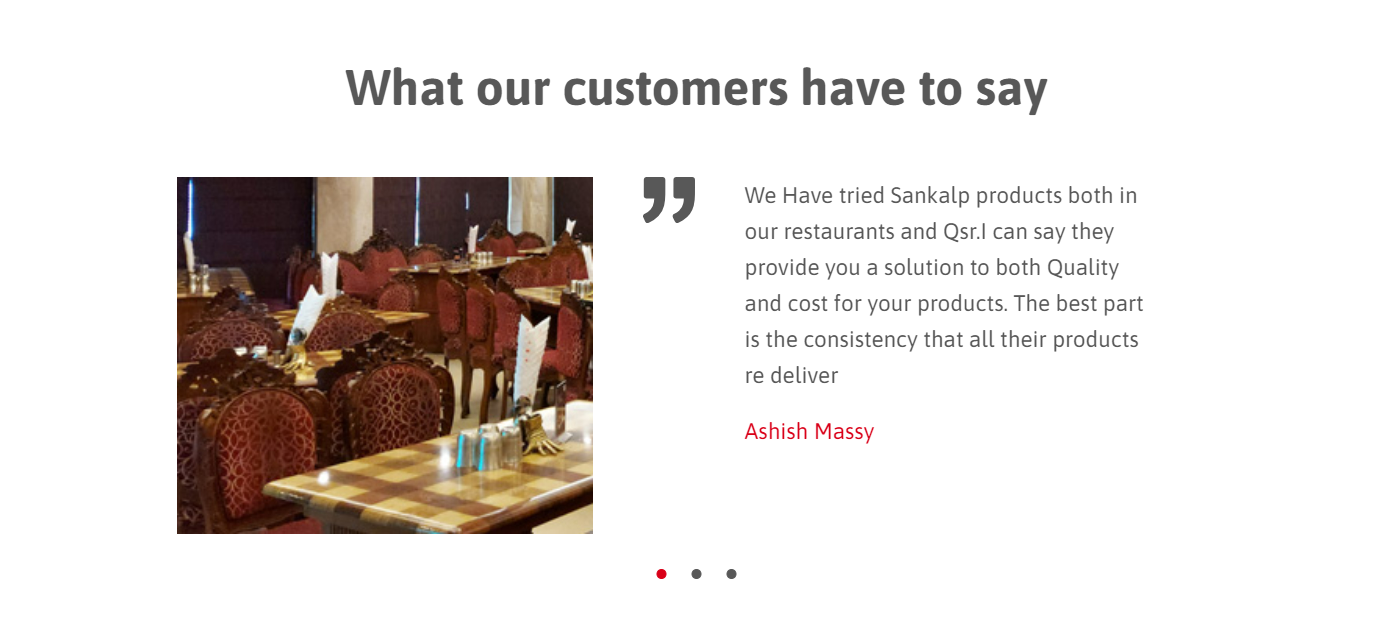 What our customers have to say
We Have tried Sankalp products both in
our restaurants and Qsr.I can say they
provide you a solution to both Quality
and cost for your products. The best part
is the consistency that all their products
re deliver
Ashish Massy